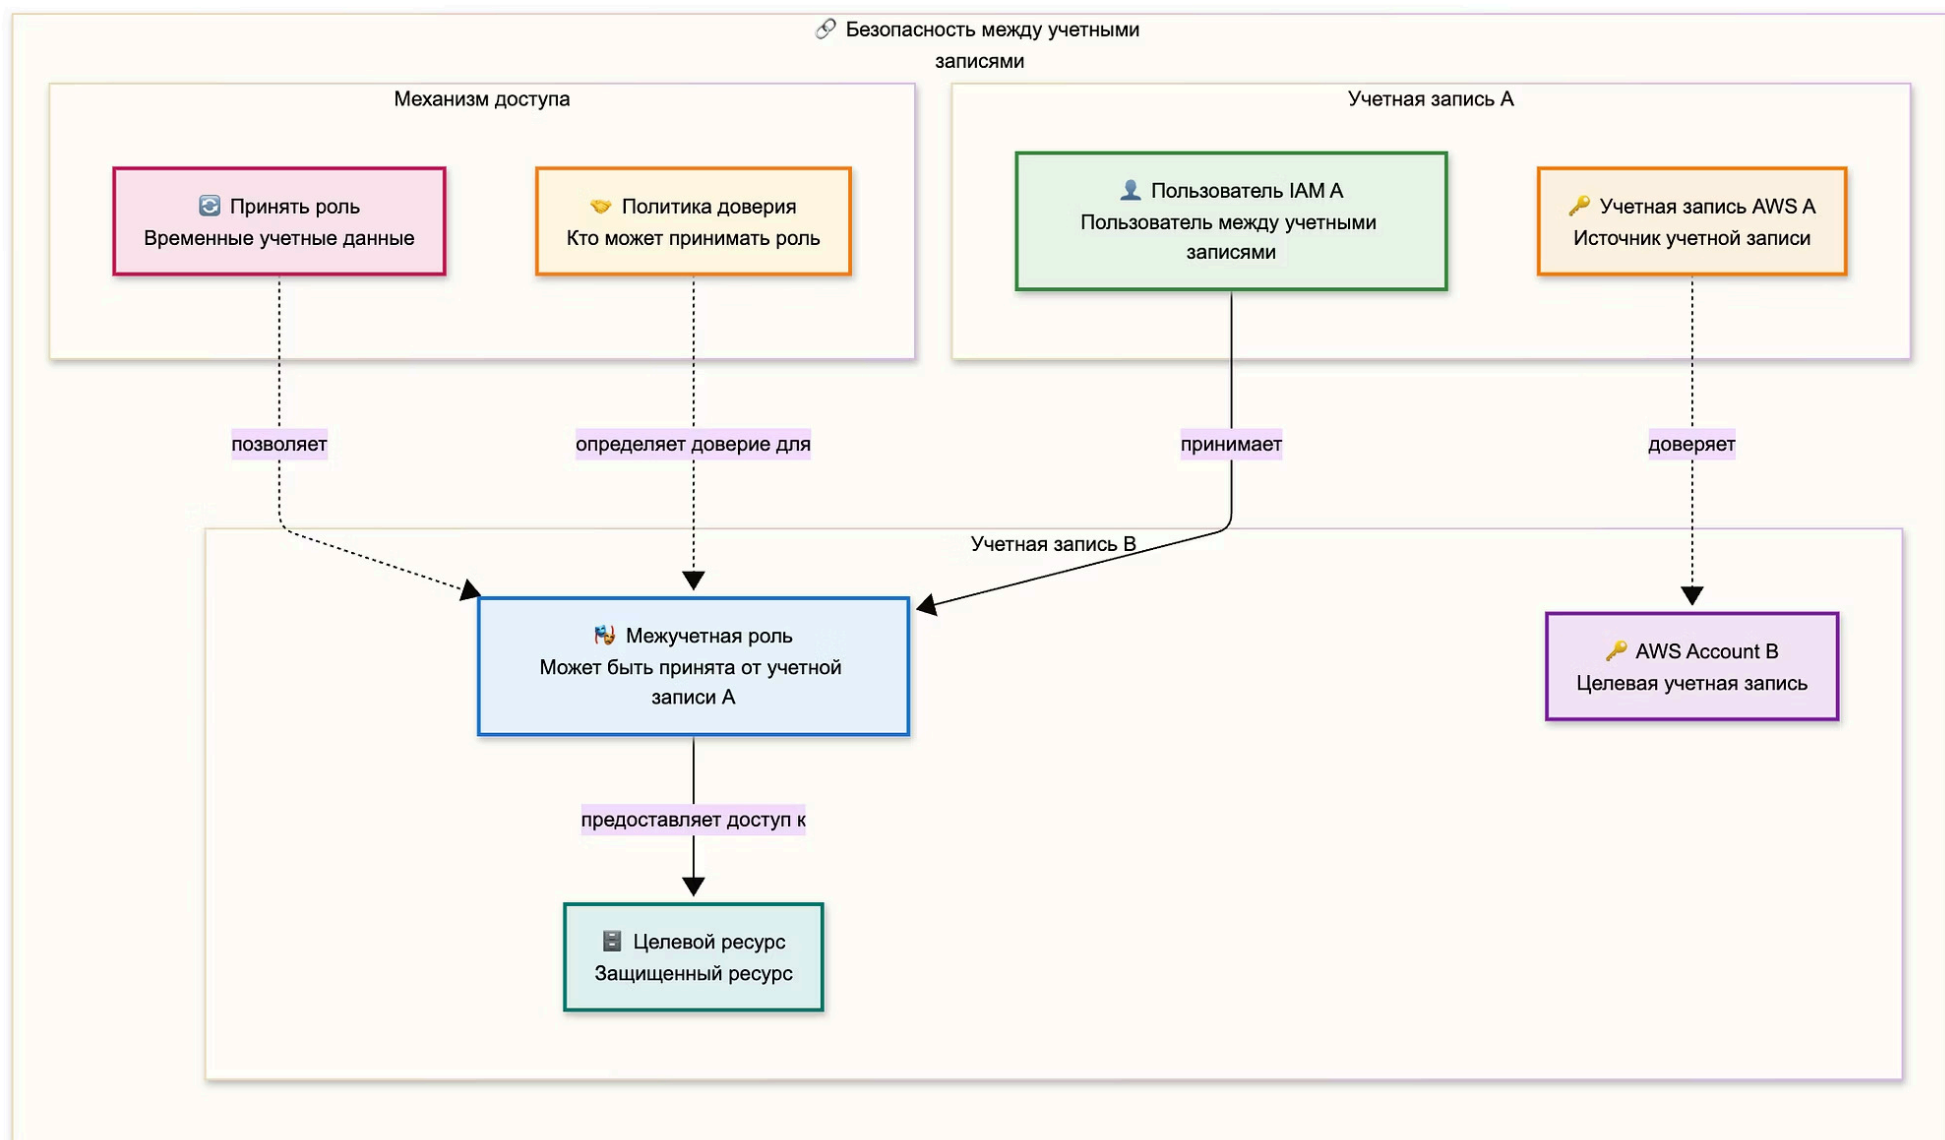 Безопасность между учетными
записями
Механизм доступа
Принять роль
Временные учетные данные
Политика доверия
Кто может принимать роль
Учетная запись A
Пользователь IAM A
Пользователь между учетными
записями
Учетная запись AWS A
Источник учетной записи
позволяет
определяет доверие для
принимает
доверяет
Учетная запись B
Межучетная роль
Может быть принята от учетной
записи A
AWS Account B
Целевая учетная запись
предоставляет доступ к
Целевой ресурс
Защищенный ресурс